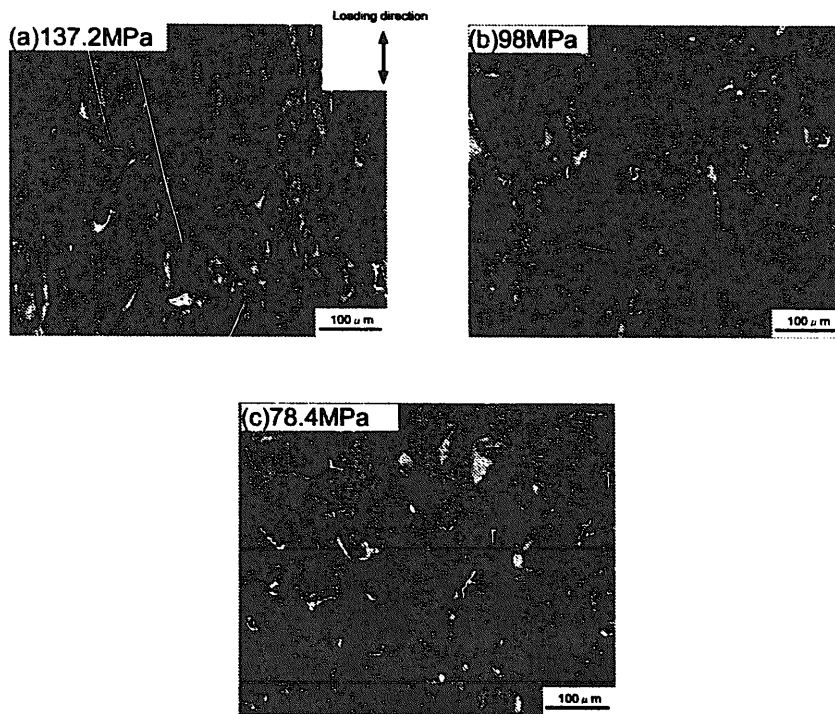 Loading direction
(a)137.2MPa
100 μm
(b)98MPa
100 μm
(c)78.4MPa
100 μm